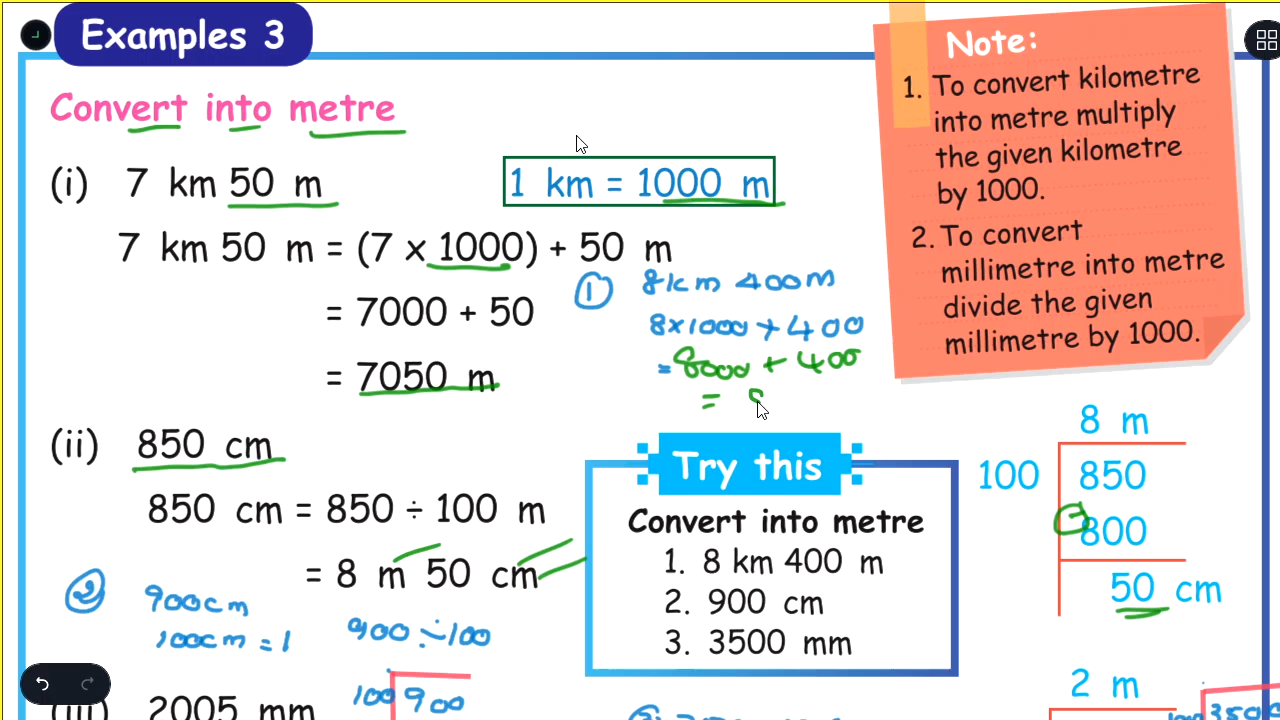 Examples 3
Convert into metre
(i) 7 km 50 m
1 km = 1000 m
7 km 50 m = (7 x 1000) + 50 m
= 7000 + 50
= 7050 m
① 8km 400m
8x1000 + 400
= 8000 + 400
=
Note:
1. To convert kilometre
into metre multiply
the given kilometre
by 1000.
2. To convert
millimetre into metre
divide the given
millimetre by 1000.
(ii) 850 cm
850 cm = 850 ÷ 100 m
= 8 m 50 cm
8 m
100 850
800
50 cm
Try this
Convert into metre
1. 8 km 400 m
2. 900 cm
3. 3500 mm
② 900cm
100cm = 1
900 ÷ 100
100 900
(iii) 2005 mm
2 m